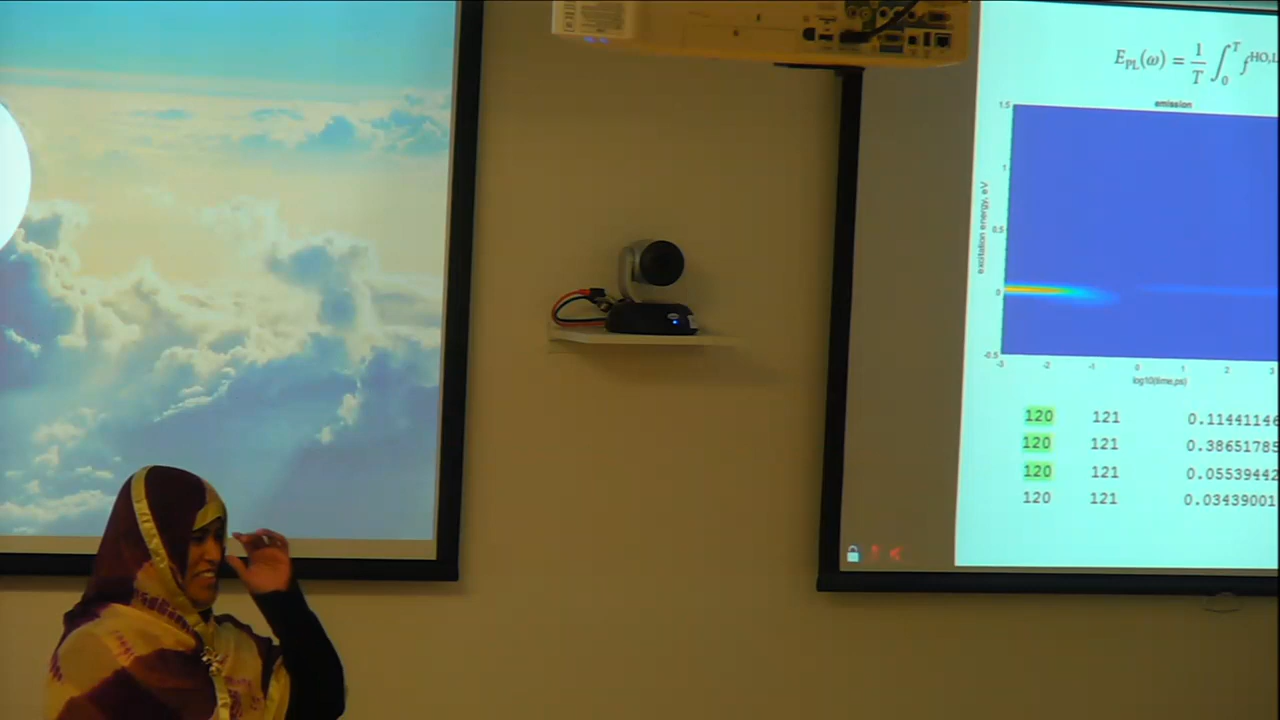 E_PL(ω) = 1/T ∫_0^T f^HO,L
emission
1.5
1
0.5
0
-0.5
excitation energy, eV
-3 -2 -1 0 1 2 3
log10(time,ps)
120 121 0.11441146
120 121 0.38651785
120 121 0.05539442
120 121 0.03439001